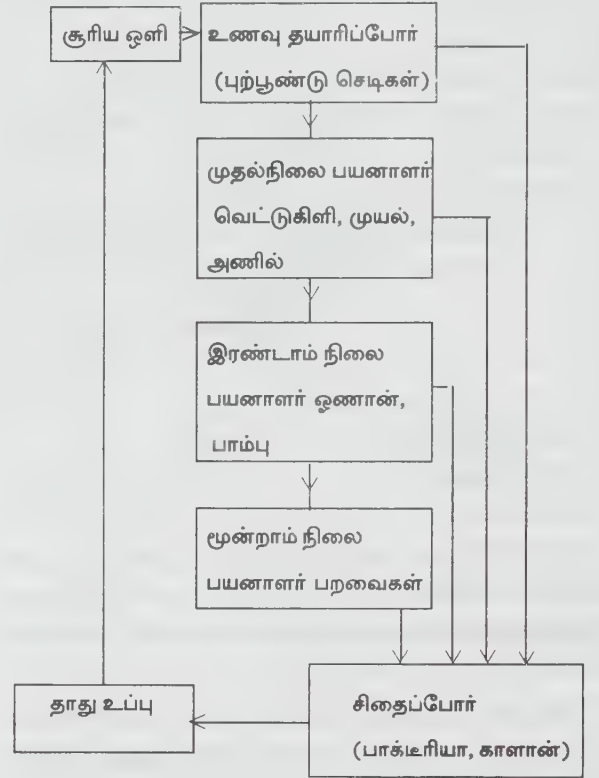 சூரிய ஒளி
உணவு தயாரிப்போர்
(புற்பூண்டு செடிகள்)
முதல்நிலை பயனாளர்
வெட்டுகிளி, முயல்,
அணில்
இரண்டாம் நிலை
பயனாளர் ஓணான்,
பாம்பு
மூன்றாம் நிலை
பயனாளர் பறவைகள்
தாது உப்பு
சிதைப்போர்
(பாக்டீரியா, காளான்)